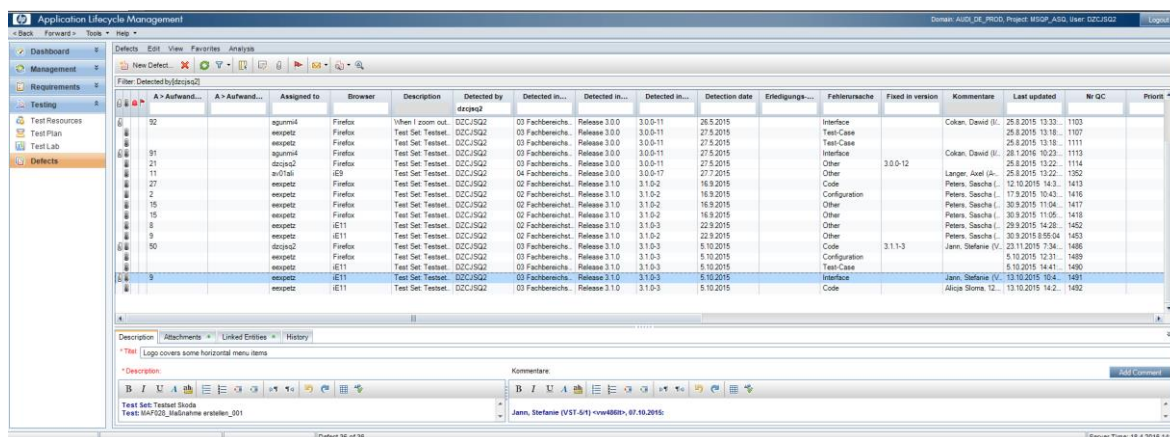 hp Application Lifecycle Management Domain: AUDI_DE_PROD, Project: MSQP_ASG, User: DZCJSQ2 Logout
< Back Forward > Tools Help
Dashboard
Management
Requirements
Testing
Test Resources
Test Plan
Test Lab
Defects
Defects Edit View Favorites Analysis
New Defect...
Filter: Detected by[dzcjsq2]
A > Aufwand... A > Aufwand... Assigned to Browser Description Detected by Detected in... Detected in... Detected in... Detection date Erledigungs-... Fehlerursache Fixed in version Kommentare Last updated Nr QC Priorit
dzcjsq2
92 agunmi4 Firefox When I zoom out.. DZCJSQ2 03 Fachbereichs.. Release 3.0.0 3.0.0-11 26.5.2015 Interface Cokan, Dawid (I/.. 25.8.2015 13:33:... 1103
eexpetz Firefox Test Set: Testset.. DZCJSQ2 03 Fachbereichs.. Release 3.0.0 3.0.0-11 27.5.2015 Test-Case 25.8.2015 13:18:... 1107
eexpetz Firefox Test Set: Testset.. DZCJSQ2 03 Fachbereichs.. Release 3.0.0 3.0.0-11 27.5.2015 Test-Case 25.8.2015 13:18:... 1111
91 agunmi4 Firefox Test Set: Testset.. DZCJSQ2 03 Fachbereichs.. Release 3.0.0 3.0.0-11 27.5.2015 Interface Cokan, Dawid (I/.. 28.1.2016 10:23:... 1113
21 dzcjsq2 Firefox Test Set: Testset.. DZCJSQ2 03 Fachbereichs.. Release 3.0.0 3.0.0-11 27.5.2015 Other 3.0.0-12 25.8.2015 13:22:... 1114
11 av01ali iE9 Test Set: Testset.. DZCJSQ2 04 Fachbereichs.. Release 3.0.0 3.0.0-17 27.7.2015 Other Langer, Axel (A-.. 25.8.2015 13:22:... 1352
27 eexpetz Firefox Test Set: Testset.. DZCJSQ2 02 Fachbereichst.. Release 3.1.0 3.1.0-2 16.9.2015 Code Peters, Sascha (.. 12.10.2015 14:3... 1413
2 eexpetz Firefox Test Set: Testset.. DZCJSQ2 02 Fachbereichst.. Release 3.1.0 3.1.0-2 16.9.2015 Configuration Peters, Sascha (.. 17.9.2015 10:43:... 1416
15 eexpetz Firefox Test Set: Testset.. DZCJSQ2 02 Fachbereichst.. Release 3.1.0 3.1.0-2 16.9.2015 Other Peters, Sascha (.. 30.9.2015 11:04:... 1417
15 eexpetz Firefox Test Set: Testset.. DZCJSQ2 02 Fachbereichst.. Release 3.1.0 3.1.0-2 16.9.2015 Other Peters, Sascha (.. 30.9.2015 11:05:... 1418
8 eexpetz iE11 Test Set: Testset.. DZCJSQ2 02 Fachbereichst.. Release 3.1.0 3.1.0-3 22.9.2015 Other Peters, Sascha (.. 29.9.2015 14:28:... 1452
9 eexpetz iE11 Test Set: Testset.. DZCJSQ2 02 Fachbereichst.. Release 3.1.0 3.1.0-3 22.9.2015 Other Peters, Sascha (.. 30.9.2015 8:55:04 1453
50 dzcjsq2 Firefox Test Set: Testset.. DZCJSQ2 03 Fachbereichs.. Release 3.1.0 3.1.0-3 5.10.2015 Code 3.1.1-3 Jann, Stefanie (V.. 23.11.2015 7:34:... 1486
eexpetz Firefox Test Set: Testset.. DZCJSQ2 03 Fachbereichs.. Release 3.1.0 3.1.0-3 5.10.2015 Configuration 5.10.2015 12:31:... 1489
eexpetz iE11 Test Set: Testset.. DZCJSQ2 03 Fachbereichs.. Release 3.1.0 3.1.0-3 5.10.2015 Test-Case 5.10.2015 14:41:... 1490
9 eexpetz iE11 Test Set: Testset.. DZCJSQ2 03 Fachbereichs.. Release 3.1.0 3.1.0-3 5.10.2015 Interface Jann, Stefanie (V.. 13.10.2015 10:4... 1491
eexpetz iE11 Test Set: Testset.. DZCJSQ2 03 Fachbereichs.. Release 3.1.0 3.1.0-3 5.10.2015 Code Alicja Sloma, 12... 13.10.2015 14:2... 1492
Description Attachments Linked Entities History
* Titel: Logo covers some horizontal menu items
* Description: Kommentare: Add Comment
Test Set: Testset Skoda
Test: MAF028_Maßnahme erstellen_001
Jann, Stefanie (VST-5/1) <vw486lt>, 07.10.2015: